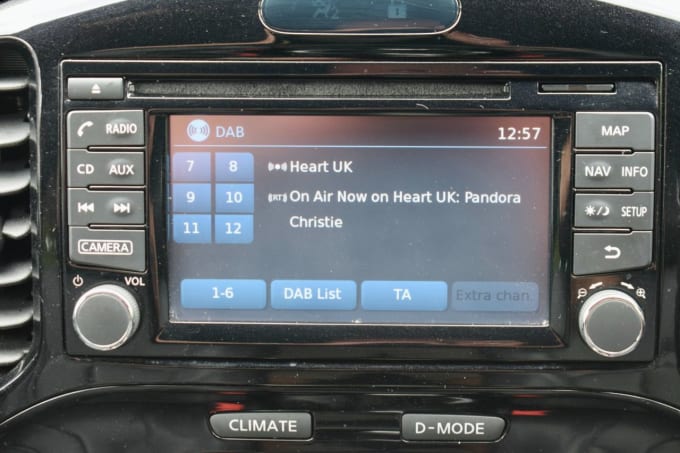 DAB
12:57
MAP
RADIO
7 8
Heart UK
CD AUX
NAV INFO
9 10
On Air Now on Heart UK: Pandora
Christie
SETUP
11 12
CAMERA
VOL
1-6
DAB List
TA
Extra chan.
CLIMATE
D-MODE